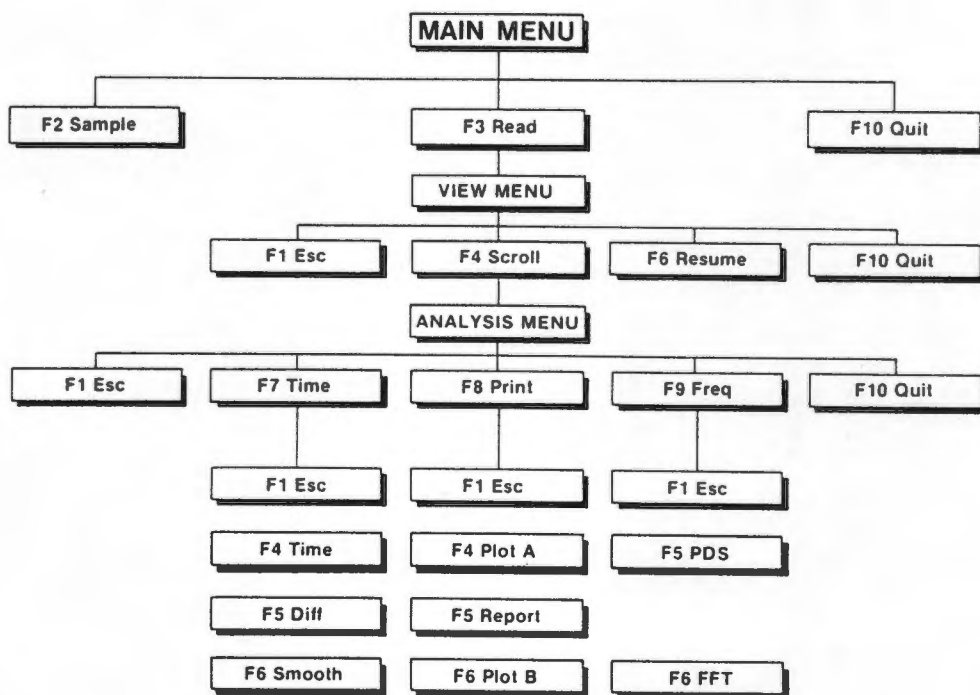 MAIN MENU
F2 Sample
F3 Read
F10 Quit
VIEW MENU
F1 Esc
F4 Scroll
F6 Resume
F10 Quit
ANALYSIS MENU
F1 Esc
F7 Time
F8 Print
F9 Freq
F10 Quit
F1 Esc
F1 Esc
F1 Esc
F4 Time
F4 Plot A
F5 PDS
F5 Diff
F5 Report
F6 Smooth
F6 Plot B
F6 FFT